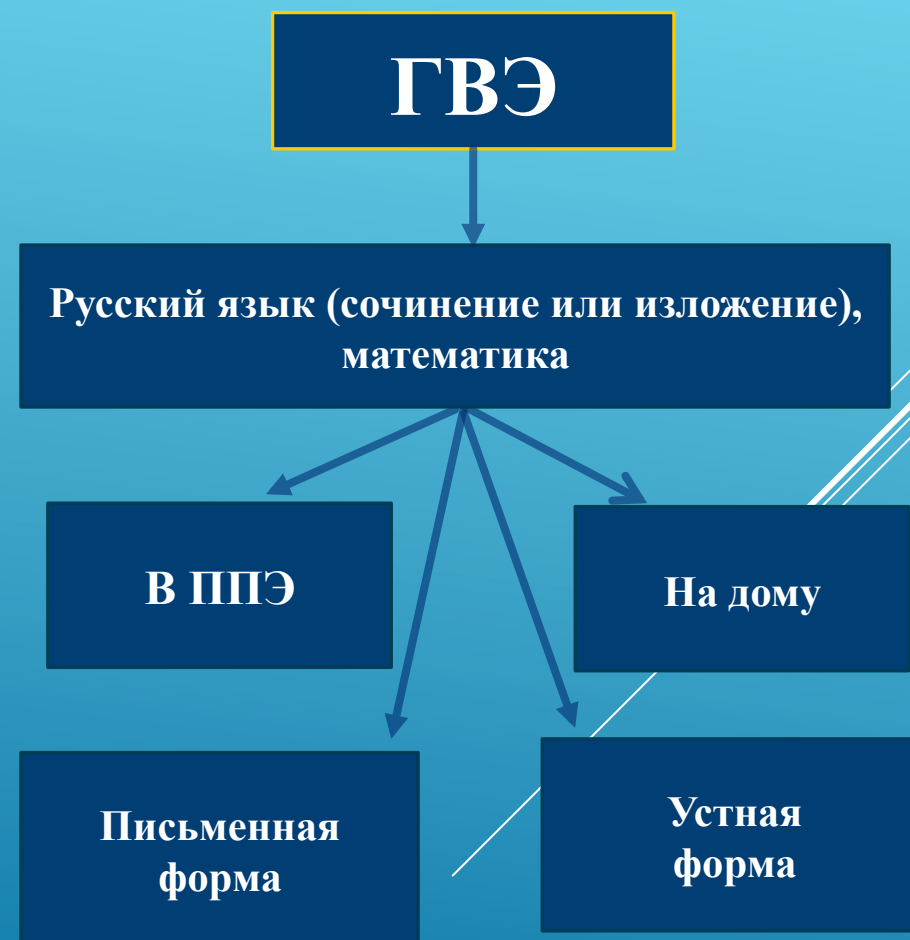 ГВЭ
Русский язык (сочинение или изложение),
математика
В ППЭ
На дому
Письменная
форма
Устная
форма